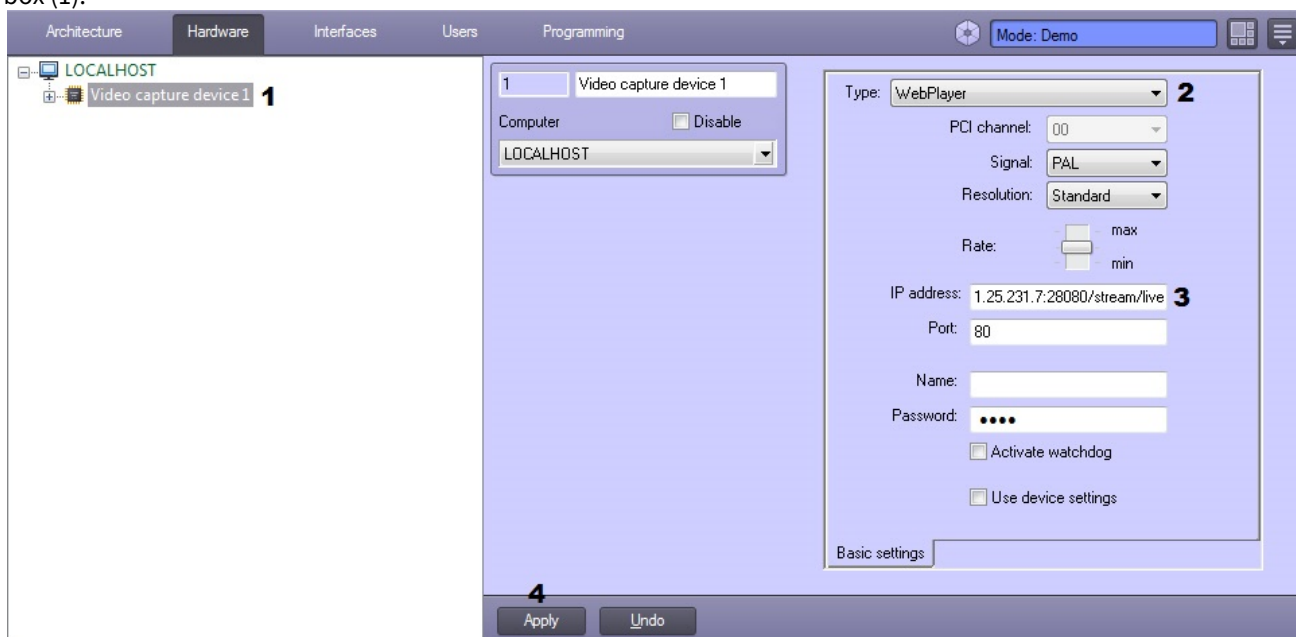 box (1).
Architecture Hardware Interfaces Users Programming Mode: Demo
LOCALHOST
Video capture device 1 1
1 Video capture device 1
Computer Disable
LOCALHOST
Type: WebPlayer 2
PCI channel: 00
Signal: PAL
Resolution: Standard
Rate: max
min
IP address: 1.25.231.7:28080/stream/live 3
Port: 80
Name:
Password: ••••
Activate watchdog
Use device settings
Basic settings
4
Apply Undo